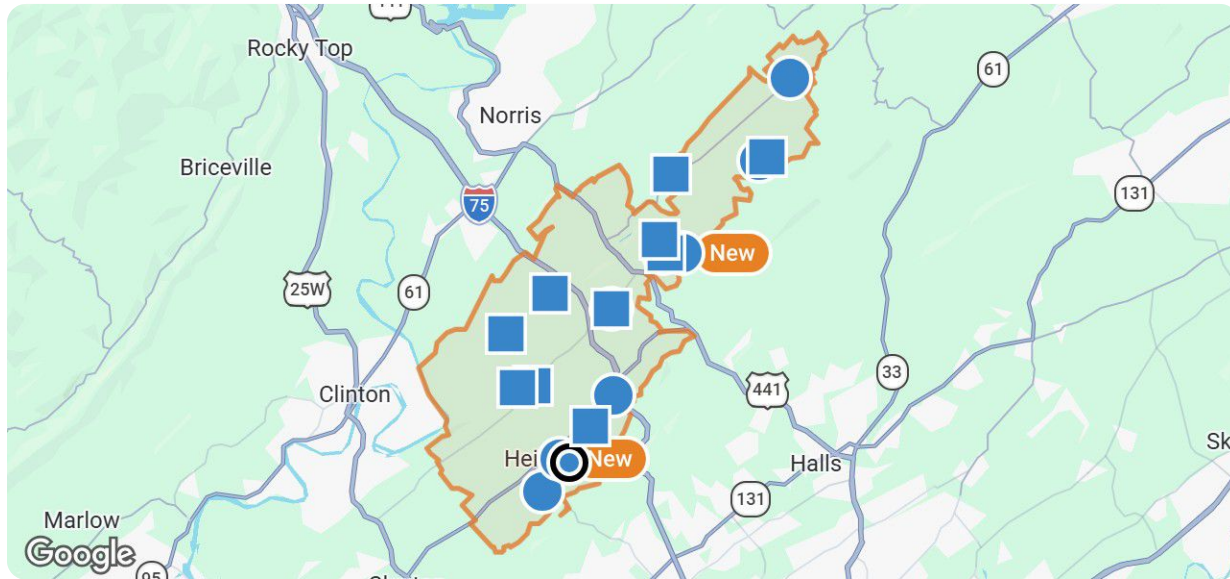 Rocky Top
61
Norris
Briceville
75
131
New
25W
61
33
Clinton
441
Hei
New
Halls
131
Marlow
Google